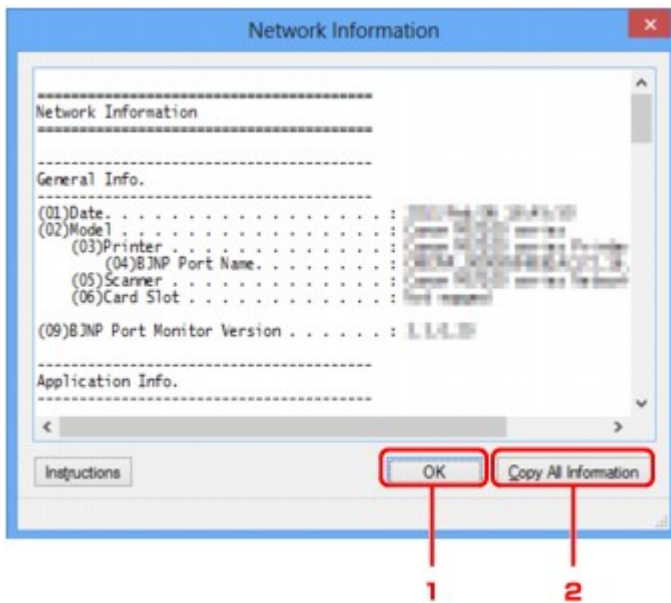 Network Information
==========================================
Network Information
==========================================
------------------------------------------
General Info.
------------------------------------------
(01)Date. . . . . . . . . . . . . . . . . :
(02)Model . . . . . . . . . . . . . . . . :
(03)Printer . . . . . . . . . . . . . . :
(04)BJNP Port Name. . . . . . . . . :
(05)Scanner . . . . . . . . . . . . . . :
(06)Card Slot . . . . . . . . . . . . . :
(09)BJNP Port Monitor Version . . . . . . :
------------------------------------------
Application Info.
------------------------------------------
Instructions
OK
Copy All Information
1
2